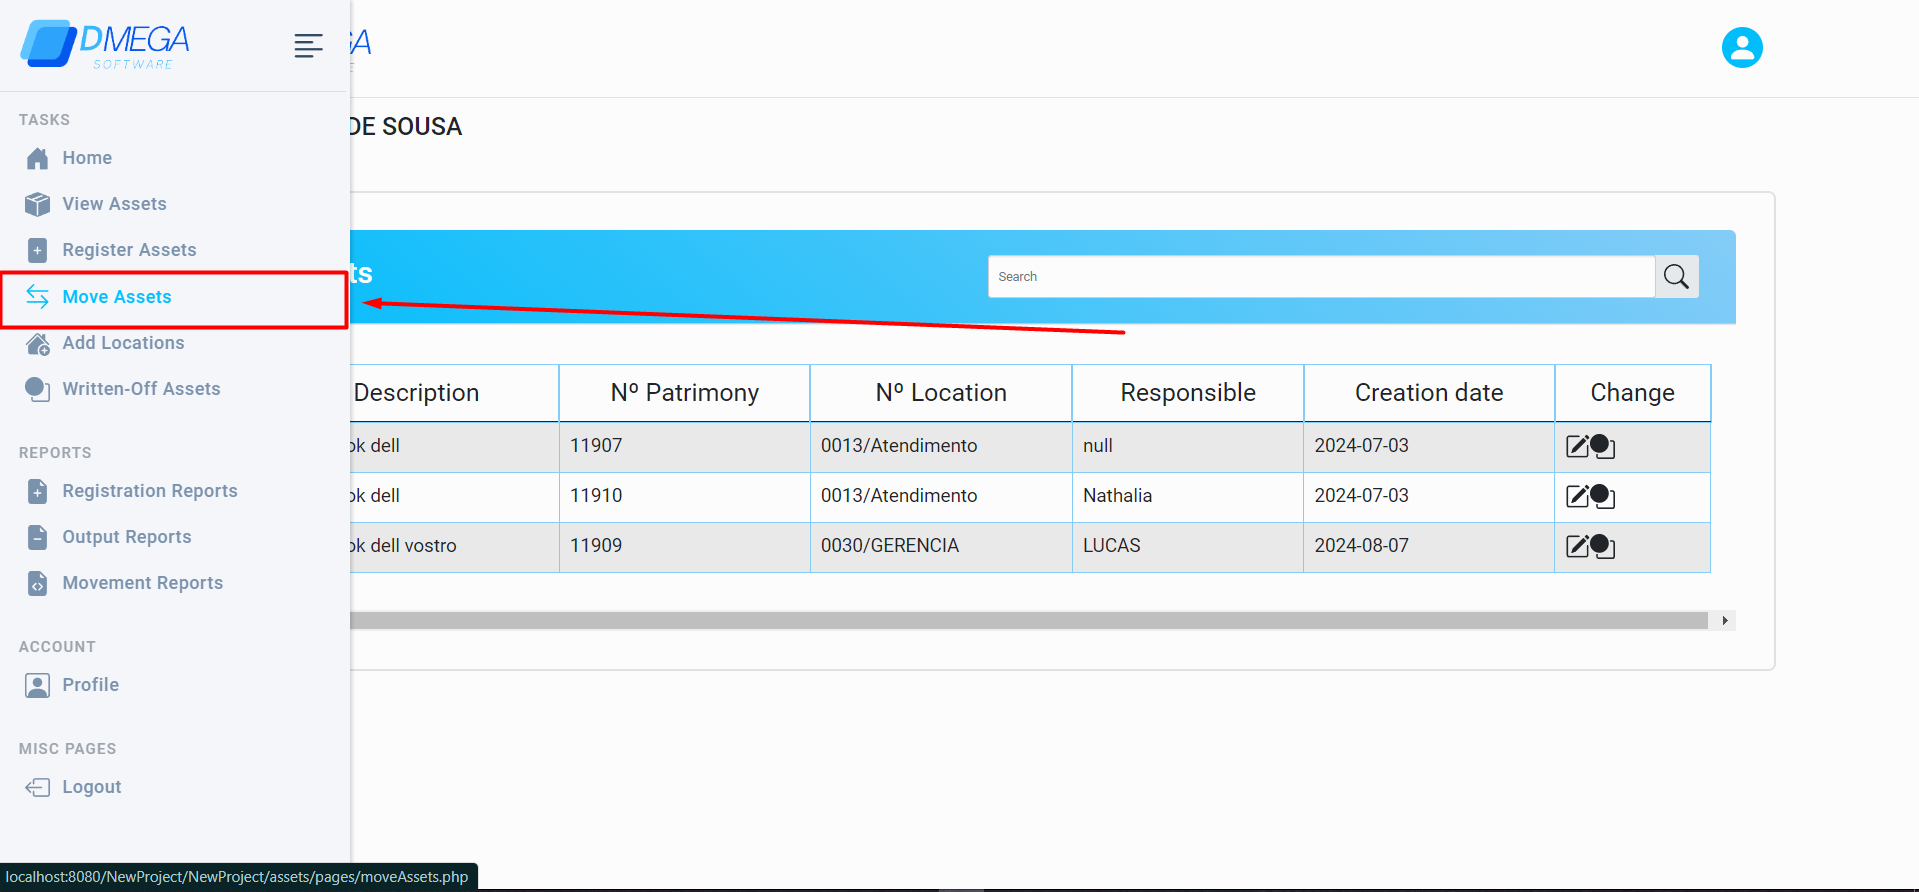 DMEGA
SOFTWARE
DE SOUSA
TASKS
Home
View Assets
Register Assets
Move Assets
Add Locations
Written-Off Assets
REPORTS
Registration Reports
Output Reports
Movement Reports
ACCOUNT
Profile
MISC PAGES
Logout
ts
Search
Description Nº Patrimony Nº Location Responsible Creation date Change
ok dell 11907 0013/Atendimento null 2024-07-03
ok dell 11910 0013/Atendimento Nathalia 2024-07-03
ok dell vostro 11909 0030/GERENCIA LUCAS 2024-08-07
localhost:8080/NewProject/NewProject/assets/pages/moveAssets.php